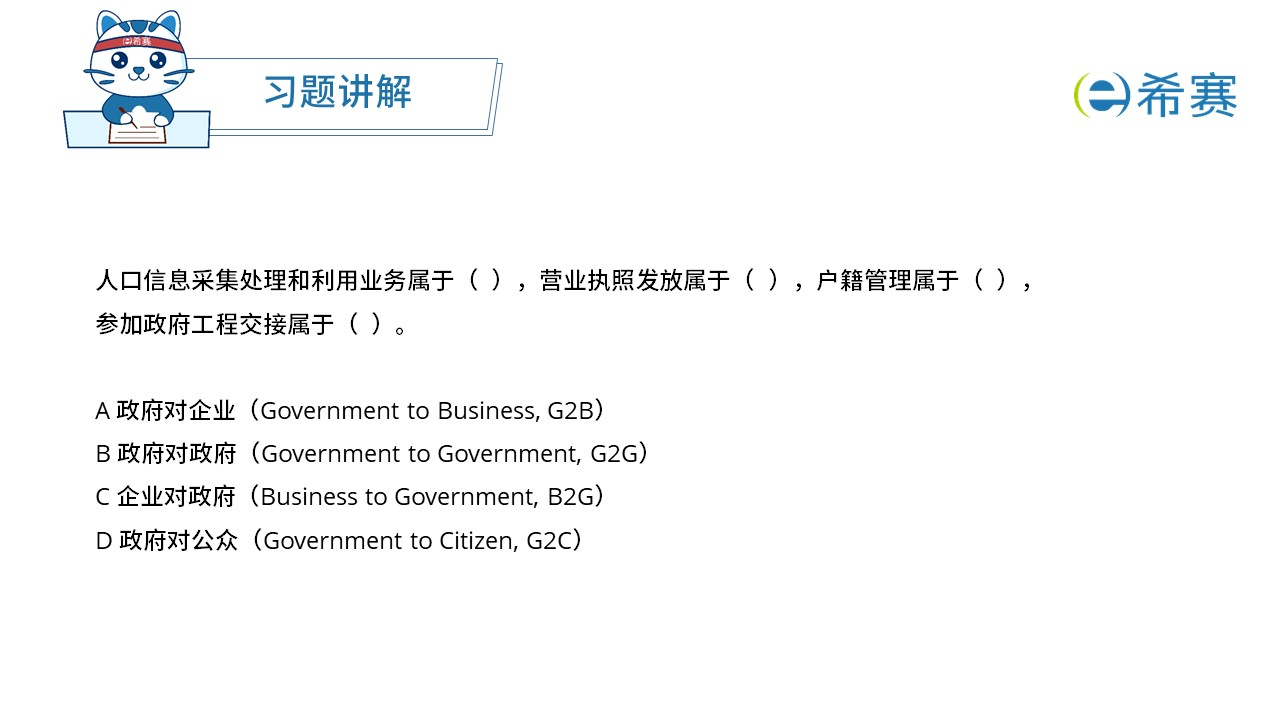 希赛
习题讲解
希赛
人口信息采集处理和利用业务属于（ ），营业执照发放属于（ ），户籍管理属于（ ），
参加政府工程交接属于（ ）。
A 政府对企业（Government to Business, G2B）
B 政府对政府（Government to Government, G2G）
C 企业对政府（Business to Government, B2G）
D 政府对公众（Government to Citizen, G2C）